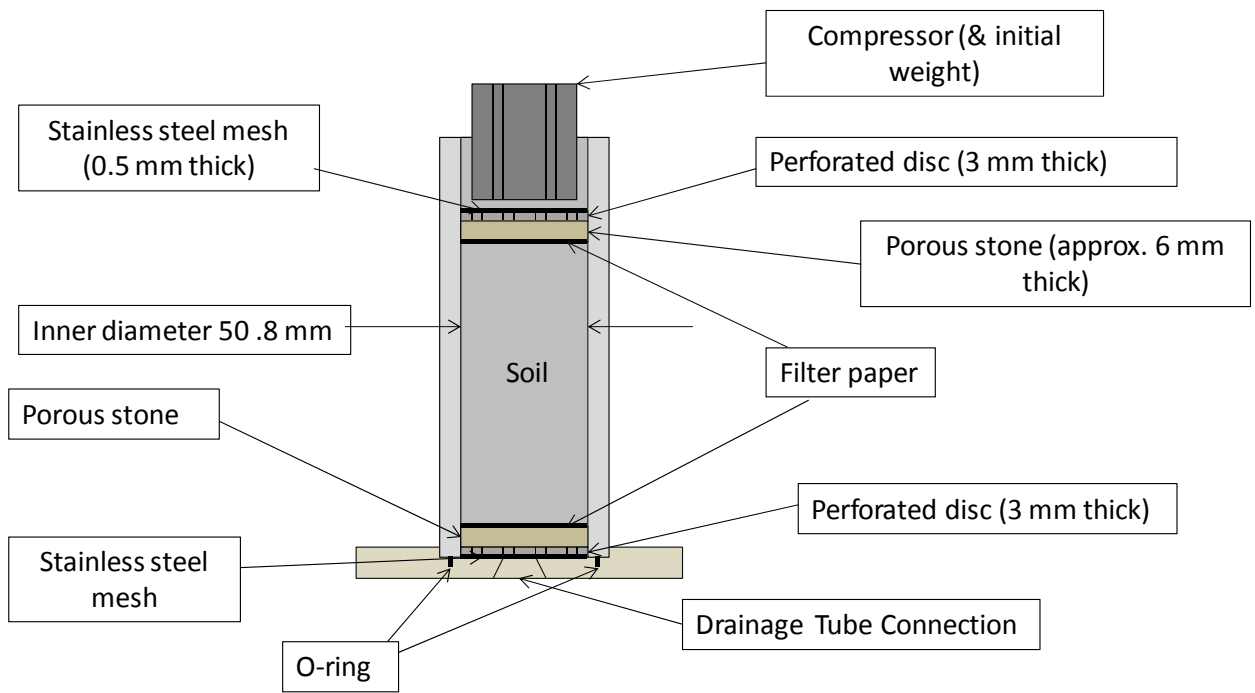 Compressor (& initial
weight)
Stainless steel mesh
(0.5 mm thick)
Perforated disc (3 mm thick)
Porous stone (approx. 6 mm
thick)
Inner diameter 50 .8 mm
Soil
Filter paper
Porous stone
Perforated disc (3 mm thick)
Stainless steel
mesh
Drainage Tube Connection
O-ring